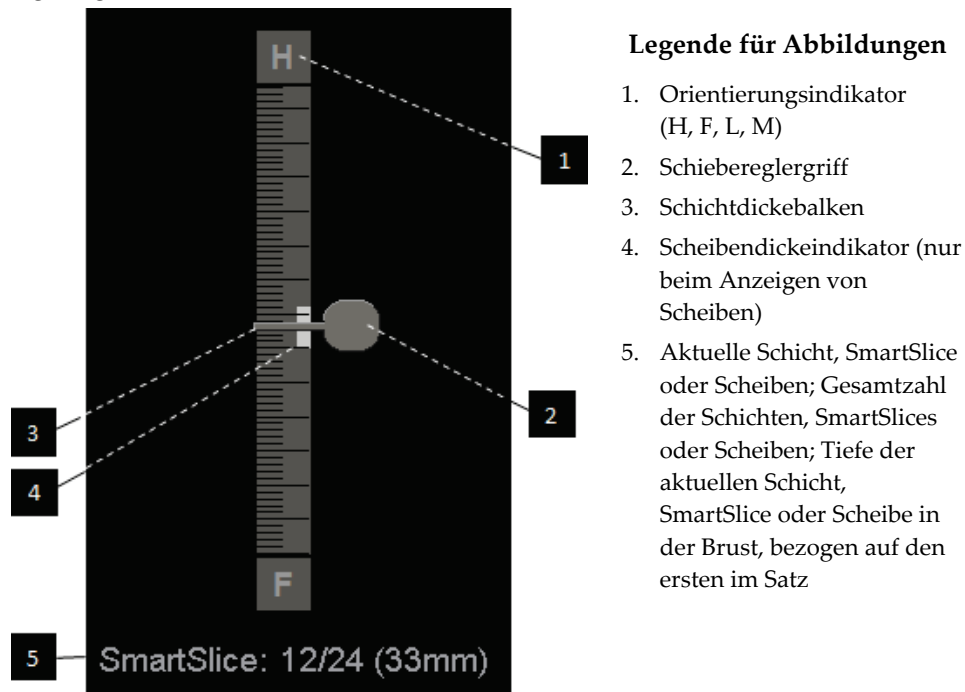 H
1
3
4
2
F
5
SmartSlice: 12/24 (33mm)
Legende für Abbildungen
1. Orientierungsindikator
(H, F, L, M)
2. Schiebereglergriff
3. Schichtdickebalken
4. Scheibendickeindikator (nur
beim Anzeigen von
Scheiben)
5. Aktuelle Schicht, SmartSlice
oder Scheiben; Gesamtzahl
der Schichten, SmartSlices
oder Scheiben; Tiefe der
aktuellen Schicht,
SmartSlice oder Scheibe in
der Brust, bezogen auf den
ersten im Satz